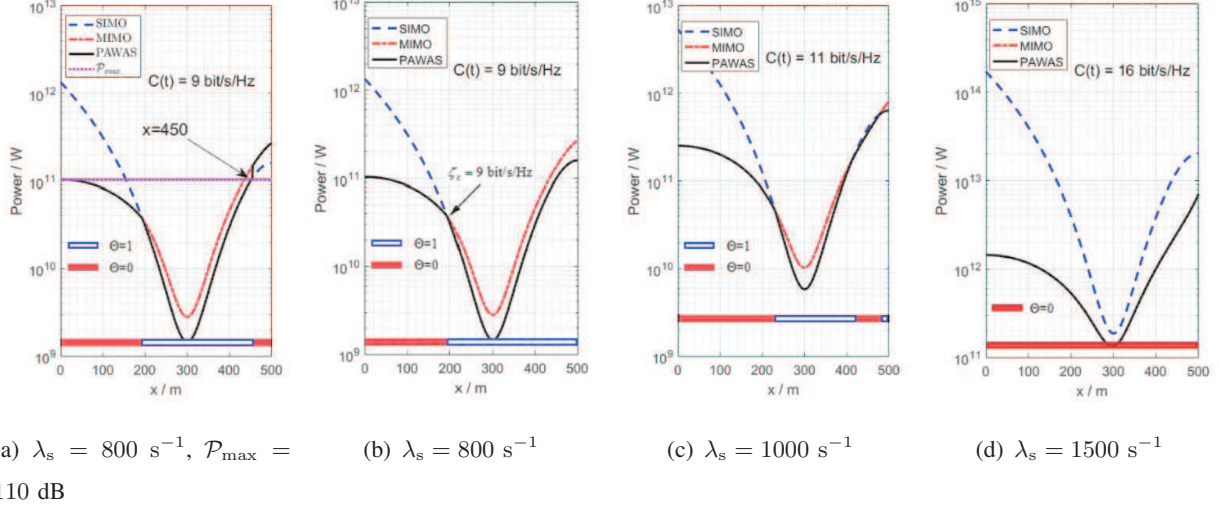 10^13
SIMO
MIMO
PAWAS
P_max
C(t) = 9 bit/s/Hz
10^12
x=450
10^11
Power / W
Θ=1
10^10
Θ=0
10^9
0 100 200 300 400 500
x / m
10^13
SIMO
MIMO
PAWAS
C(t) = 9 bit/s/Hz
10^12
ζ_c = 9 bit/s/Hz
10^11
Power / W
Θ=1
10^10
Θ=0
10^9
0 100 200 300 400 500
x / m
10^13
SIMO
MIMO
PAWAS
C(t) = 11 bit/s/Hz
10^12
10^11
Power / W
Θ=1
10^10
Θ=0
10^9
0 100 200 300 400 500
x / m
10^15
SIMO
MIMO
PAWAS
C(t) = 16 bit/s/Hz
10^14
10^13
Power / W
10^12
Θ=0
10^11
0 100 200 300 400 500
x / m
a) λ_s = 800 s^−1, P_max =
110 dB
(b) λ_s = 800 s^−1
(c) λ_s = 1000 s^−1
(d) λ_s = 1500 s^−1